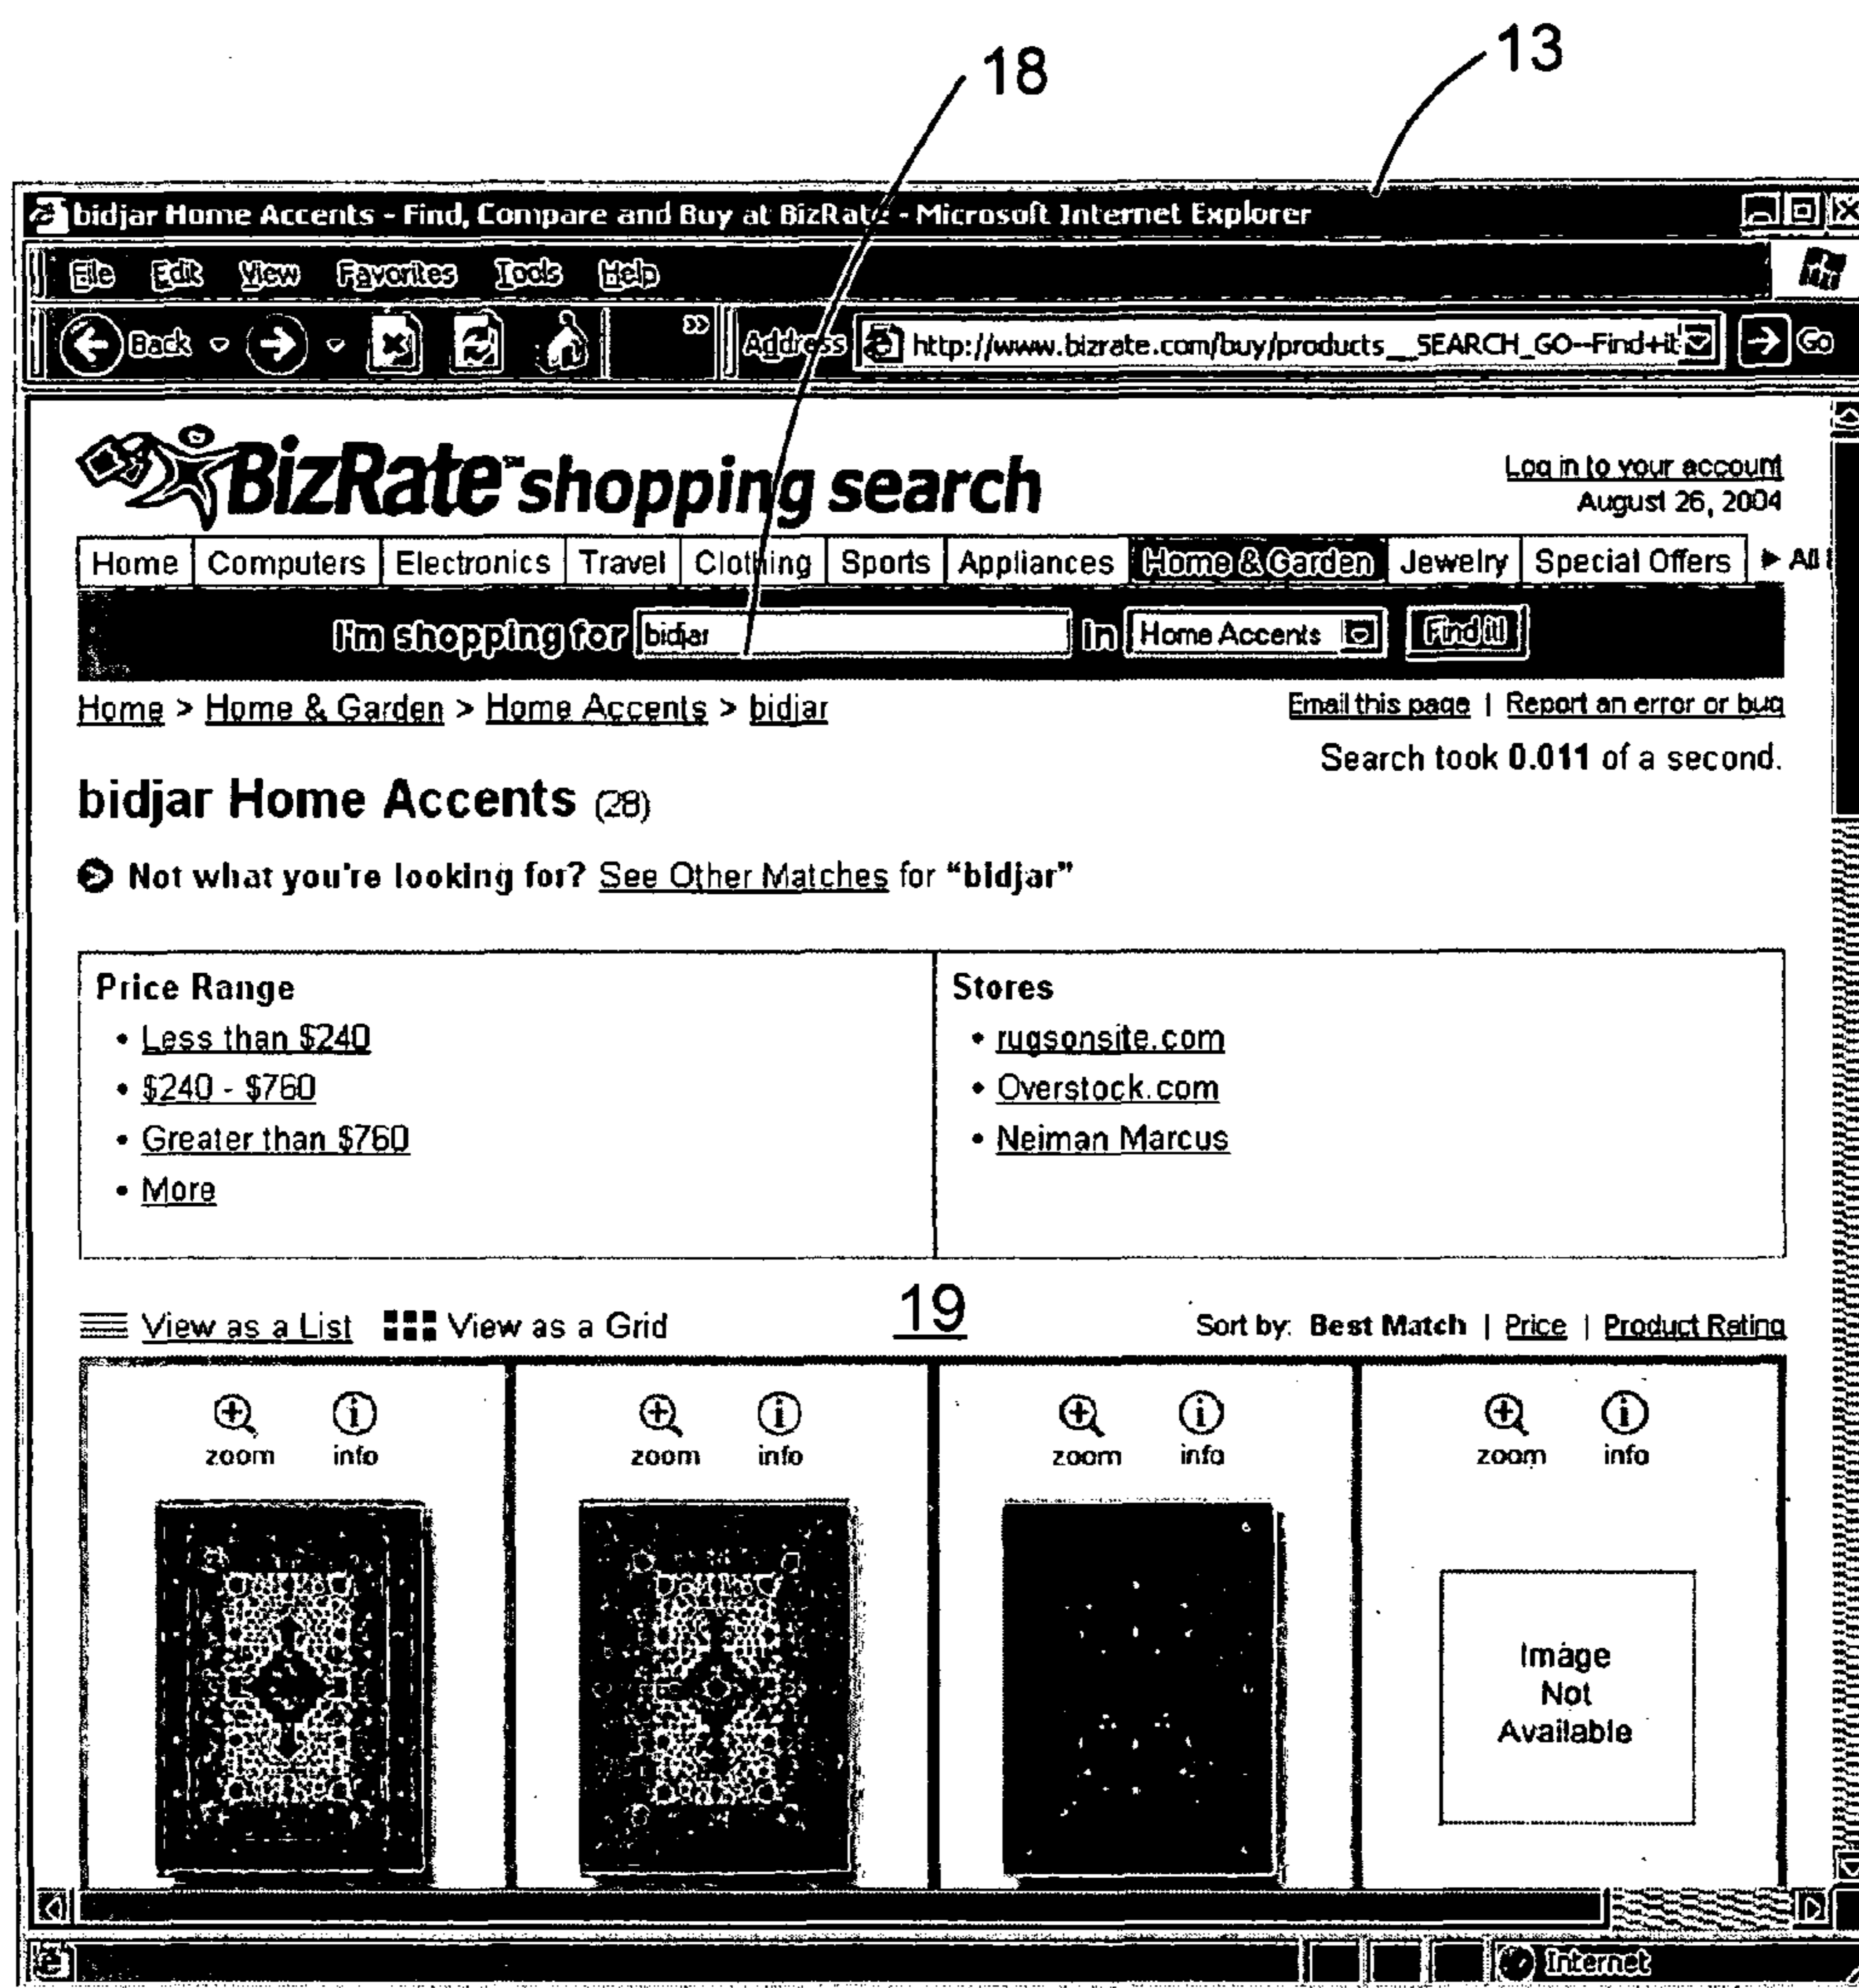 18
13
bidjar Home Accents - Find, Compare and Buy at BizRate - Microsoft Internet Explorer
File Edit View Favorites Tools Help
Back » Address http://www.bizrate.com/buy/products__SEARCH_GO--Find+it Go
BizRate™ shopping search
Log in to your account
August 26, 2004
Home Computers Electronics Travel Clothing Sports Appliances Home & Garden Jewelry Special Offers ► All
I'm shopping for bidjar in Home Accents Find it!
Home > Home & Garden > Home Accents > bidjar Email this page | Report an error or bug
Search took 0.011 of a second.
bidjar Home Accents (28)
Not what you're looking for? See Other Matches for “bidjar”
Price Range
• Less than $240
• $240 - $760
• Greater than $760
• More
Stores
• rugsonsite.com
• Overstock.com
• Neiman Marcus
View as a List View as a Grid 19 Sort by: Best Match | Price | Product Rating
zoom info zoom info zoom info zoom info
Image
Not
Available
Internet